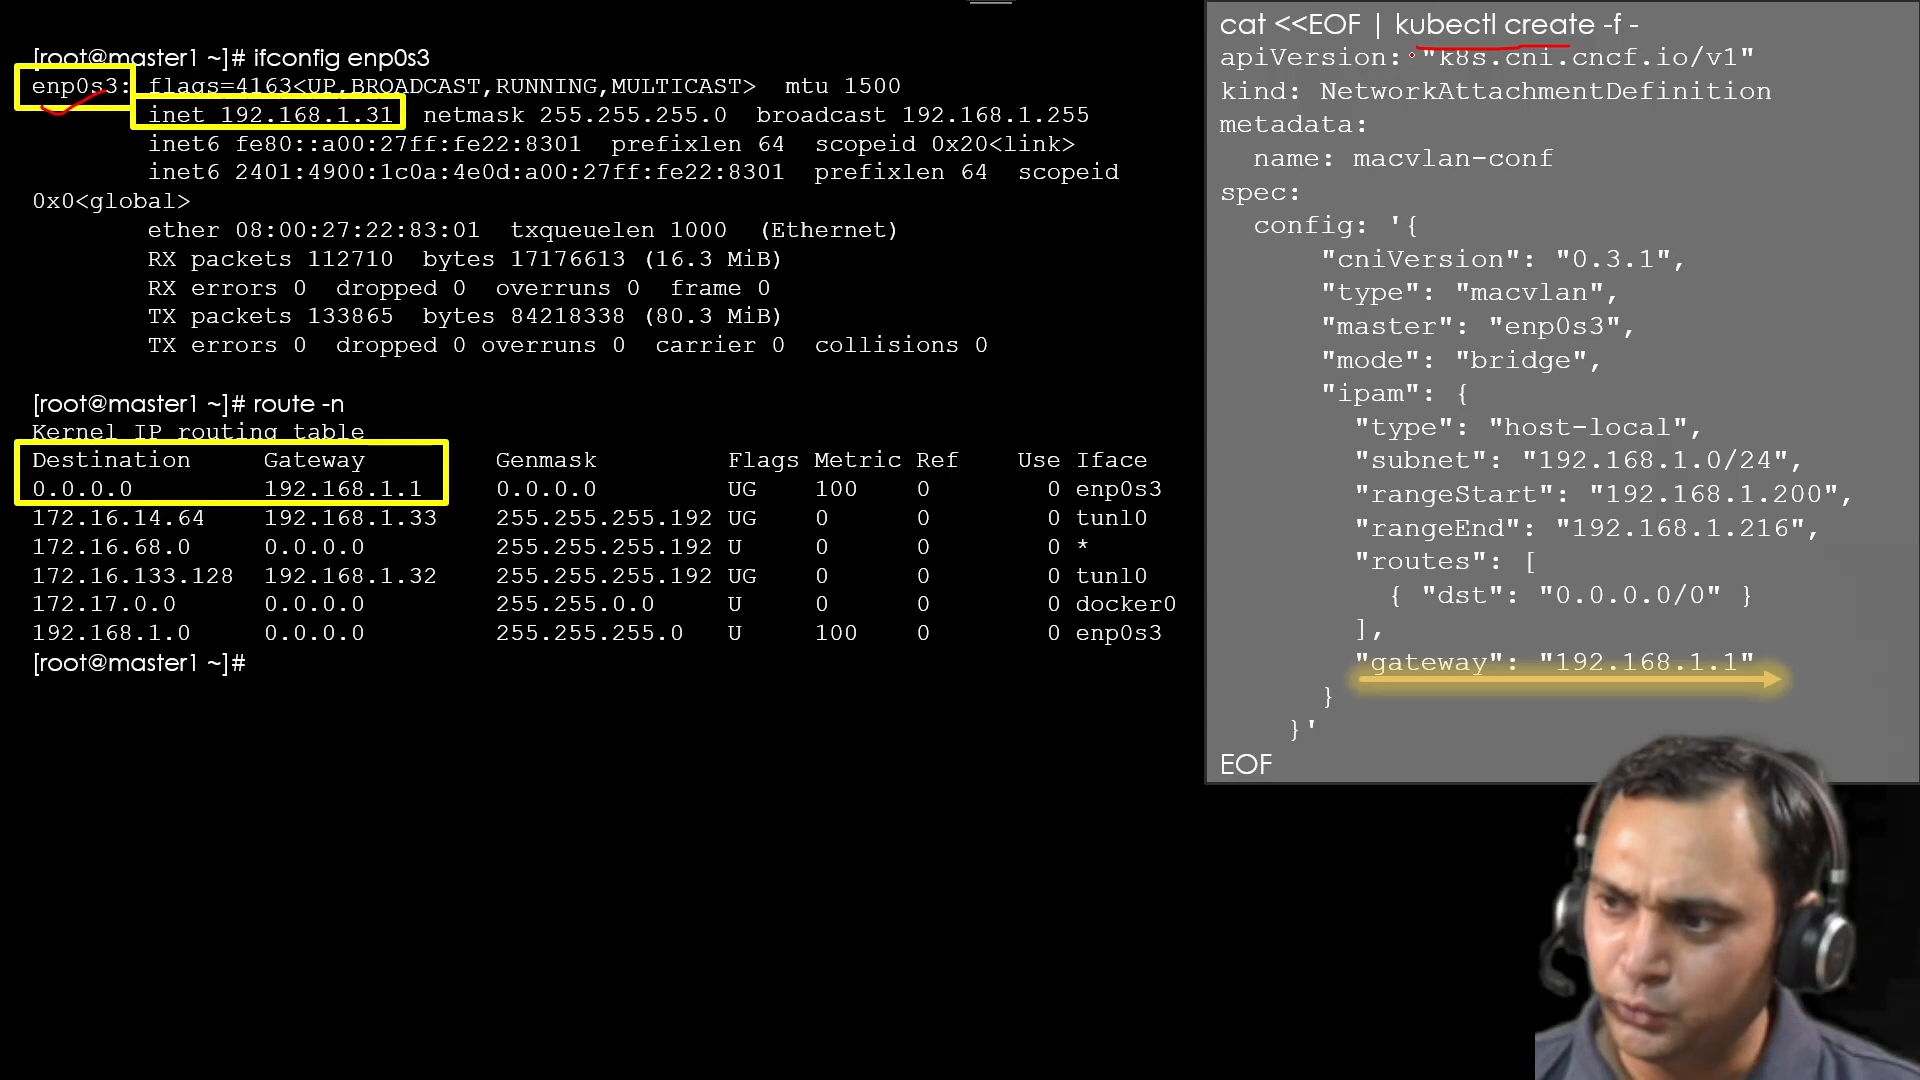 [root@master1 ~]# ifconfig enp0s3
enp0s3: flags=4163<UP,BROADCAST,RUNNING,MULTICAST>  mtu 1500
        inet 192.168.1.31  netmask 255.255.255.0  broadcast 192.168.1.255
        inet6 fe80::a00:27ff:fe22:8301  prefixlen 64  scopeid 0x20<link>
        inet6 2401:4900:1c0a:4e0d:a00:27ff:fe22:8301  prefixlen 64  scopeid
0x0<global>
        ether 08:00:27:22:83:01  txqueuelen 1000  (Ethernet)
        RX packets 112710  bytes 17176613 (16.3 MiB)
        RX errors 0  dropped 0  overruns 0  frame 0
        TX packets 133865  bytes 84218338 (80.3 MiB)
        TX errors 0  dropped 0 overruns 0  carrier 0  collisions 0
[root@master1 ~]# route -n
Kernel IP routing table
Destination     Gateway         Genmask         Flags Metric Ref    Use Iface
0.0.0.0         192.168.1.1     0.0.0.0         UG    100    0        0 enp0s3
172.16.14.64    192.168.1.33    255.255.255.192 UG    0      0        0 tunl0
172.16.68.0     0.0.0.0         255.255.255.192 U     0      0        0 *
172.16.133.128  192.168.1.32    255.255.255.192 UG    0      0        0 tunl0
172.17.0.0      0.0.0.0         255.255.0.0     U     0      0        0 docker0
192.168.1.0     0.0.0.0         255.255.255.0   U     100    0        0 enp0s3
[root@master1 ~]#
cat <<EOF | kubectl create -f -
apiVersion: "k8s.cni.cncf.io/v1"
kind: NetworkAttachmentDefinition
metadata:
  name: macvlan-conf
spec:
  config: '{
      "cniVersion": "0.3.1",
      "type": "macvlan",
      "master": "enp0s3",
      "mode": "bridge",
      "ipam": {
        "type": "host-local",
        "subnet": "192.168.1.0/24",
        "rangeStart": "192.168.1.200",
        "rangeEnd": "192.168.1.216",
        "routes": [
          { "dst": "0.0.0.0/0" }
        ],
        "gateway": "192.168.1.1"
      }
    }'
EOF